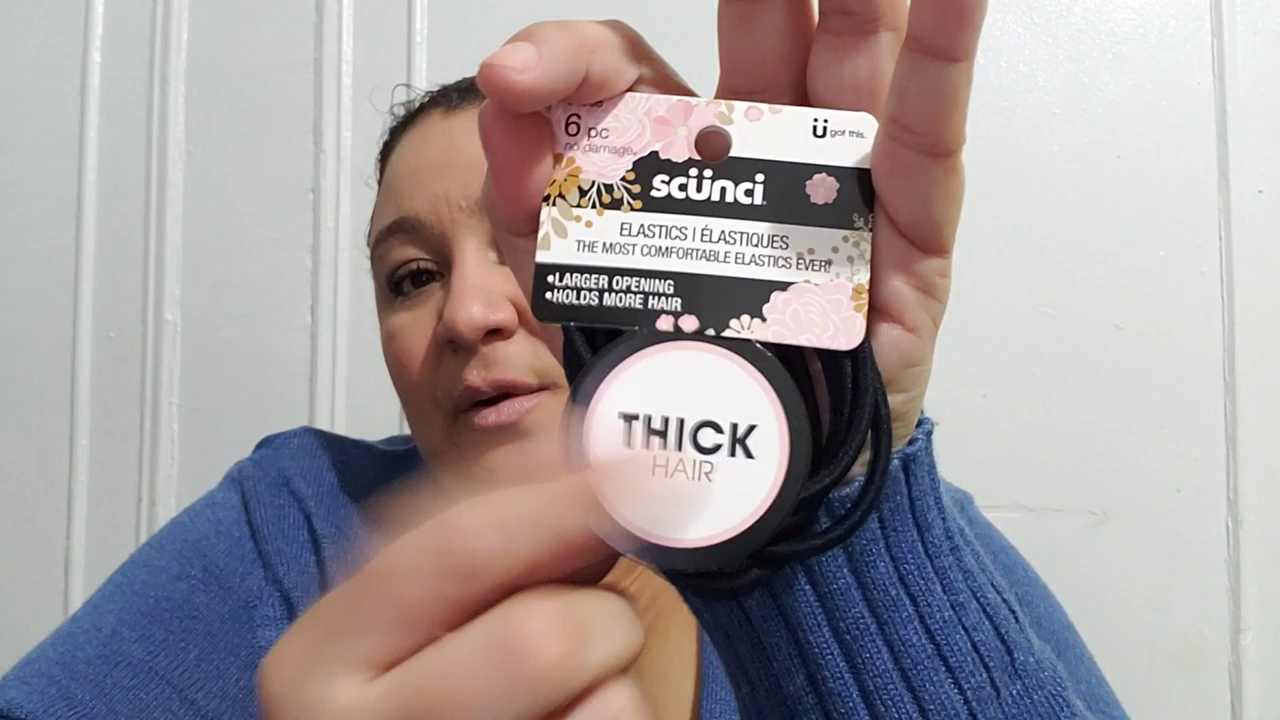 6 pc
no damage.
Ü got this.
scünci
ELASTICS | ÉLASTIQUES
THE MOST COMFORTABLE ELASTICS EVER!
•LARGER OPENING
•HOLDS MORE HAIR
THICK
HAIR